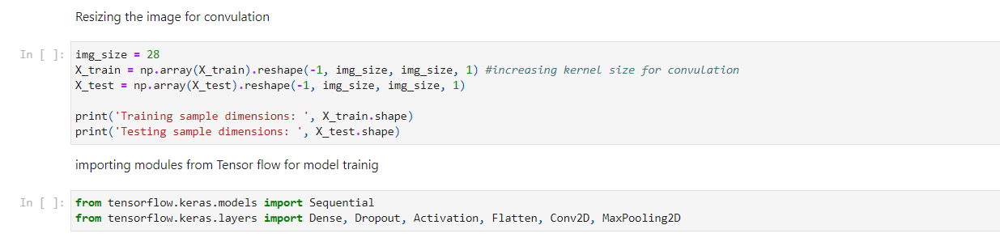 Resizing the image for convulation
In [ ]:
img_size = 28
X_train = np.array(X_train).reshape(-1, img_size, img_size, 1) #increasing kernel size for convulation
X_test = np.array(X_test).reshape(-1, img_size, img_size, 1)
print('Training sample dimensions: ', X_train.shape)
print('Testing sample dimensions: ', X_test.shape)
importing modules from Tensor flow for model trainig
In [ ]:
from tensorflow.keras.models import Sequential
from tensorflow.keras.layers import Dense, Dropout, Activation, Flatten, Conv2D, MaxPooling2D